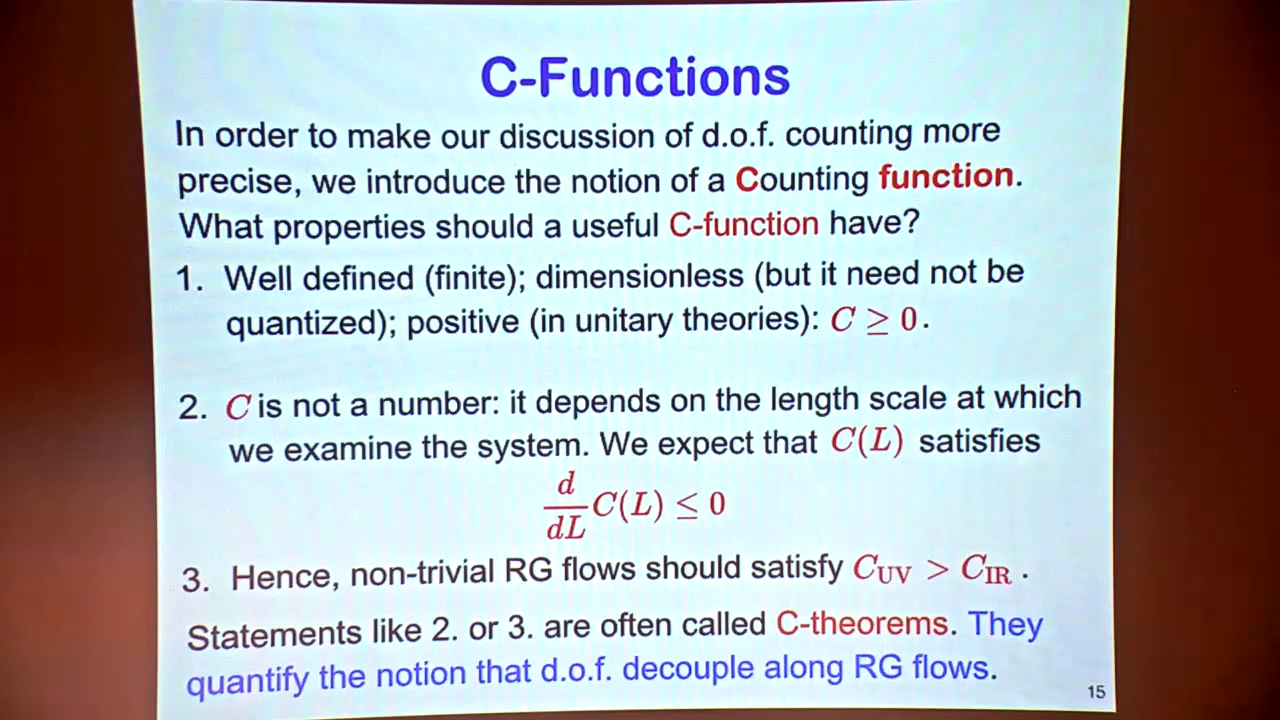 C-Functions
In order to make our discussion of d.o.f. counting more
precise, we introduce the notion of a Counting function.
What properties should a useful C-function have?
1. Well defined (finite); dimensionless (but it need not be
quantized); positive (in unitary theories): C ≥ 0.
2. C is not a number: it depends on the length scale at which
we examine the system. We expect that C(L) satisfies
d/dL C(L) ≤ 0
3. Hence, non-trivial RG flows should satisfy C_UV > C_IR .
Statements like 2. or 3. are often called C-theorems. They
quantify the notion that d.o.f. decouple along RG flows.
15